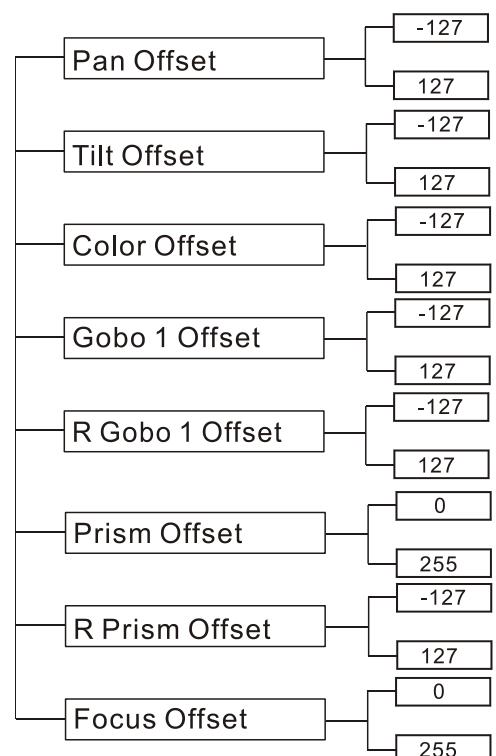 -127
Pan Offset
127
-127
Tilt Offset
127
-127
Color Offset
127
-127
Gobo 1 Offset
127
-127
R Gobo 1 Offset
127
0
Prism Offset
255
-127
R Prism Offset
127
0
Focus Offset
255